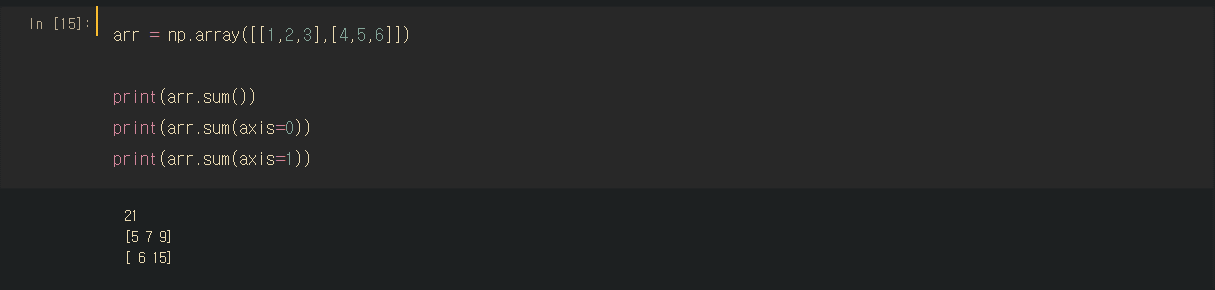 In [15]:
arr = np.array([[1,2,3],[4,5,6]])
print(arr.sum())
print(arr.sum(axis=0))
print(arr.sum(axis=1))
21
[5 7 9]
[ 6 15]